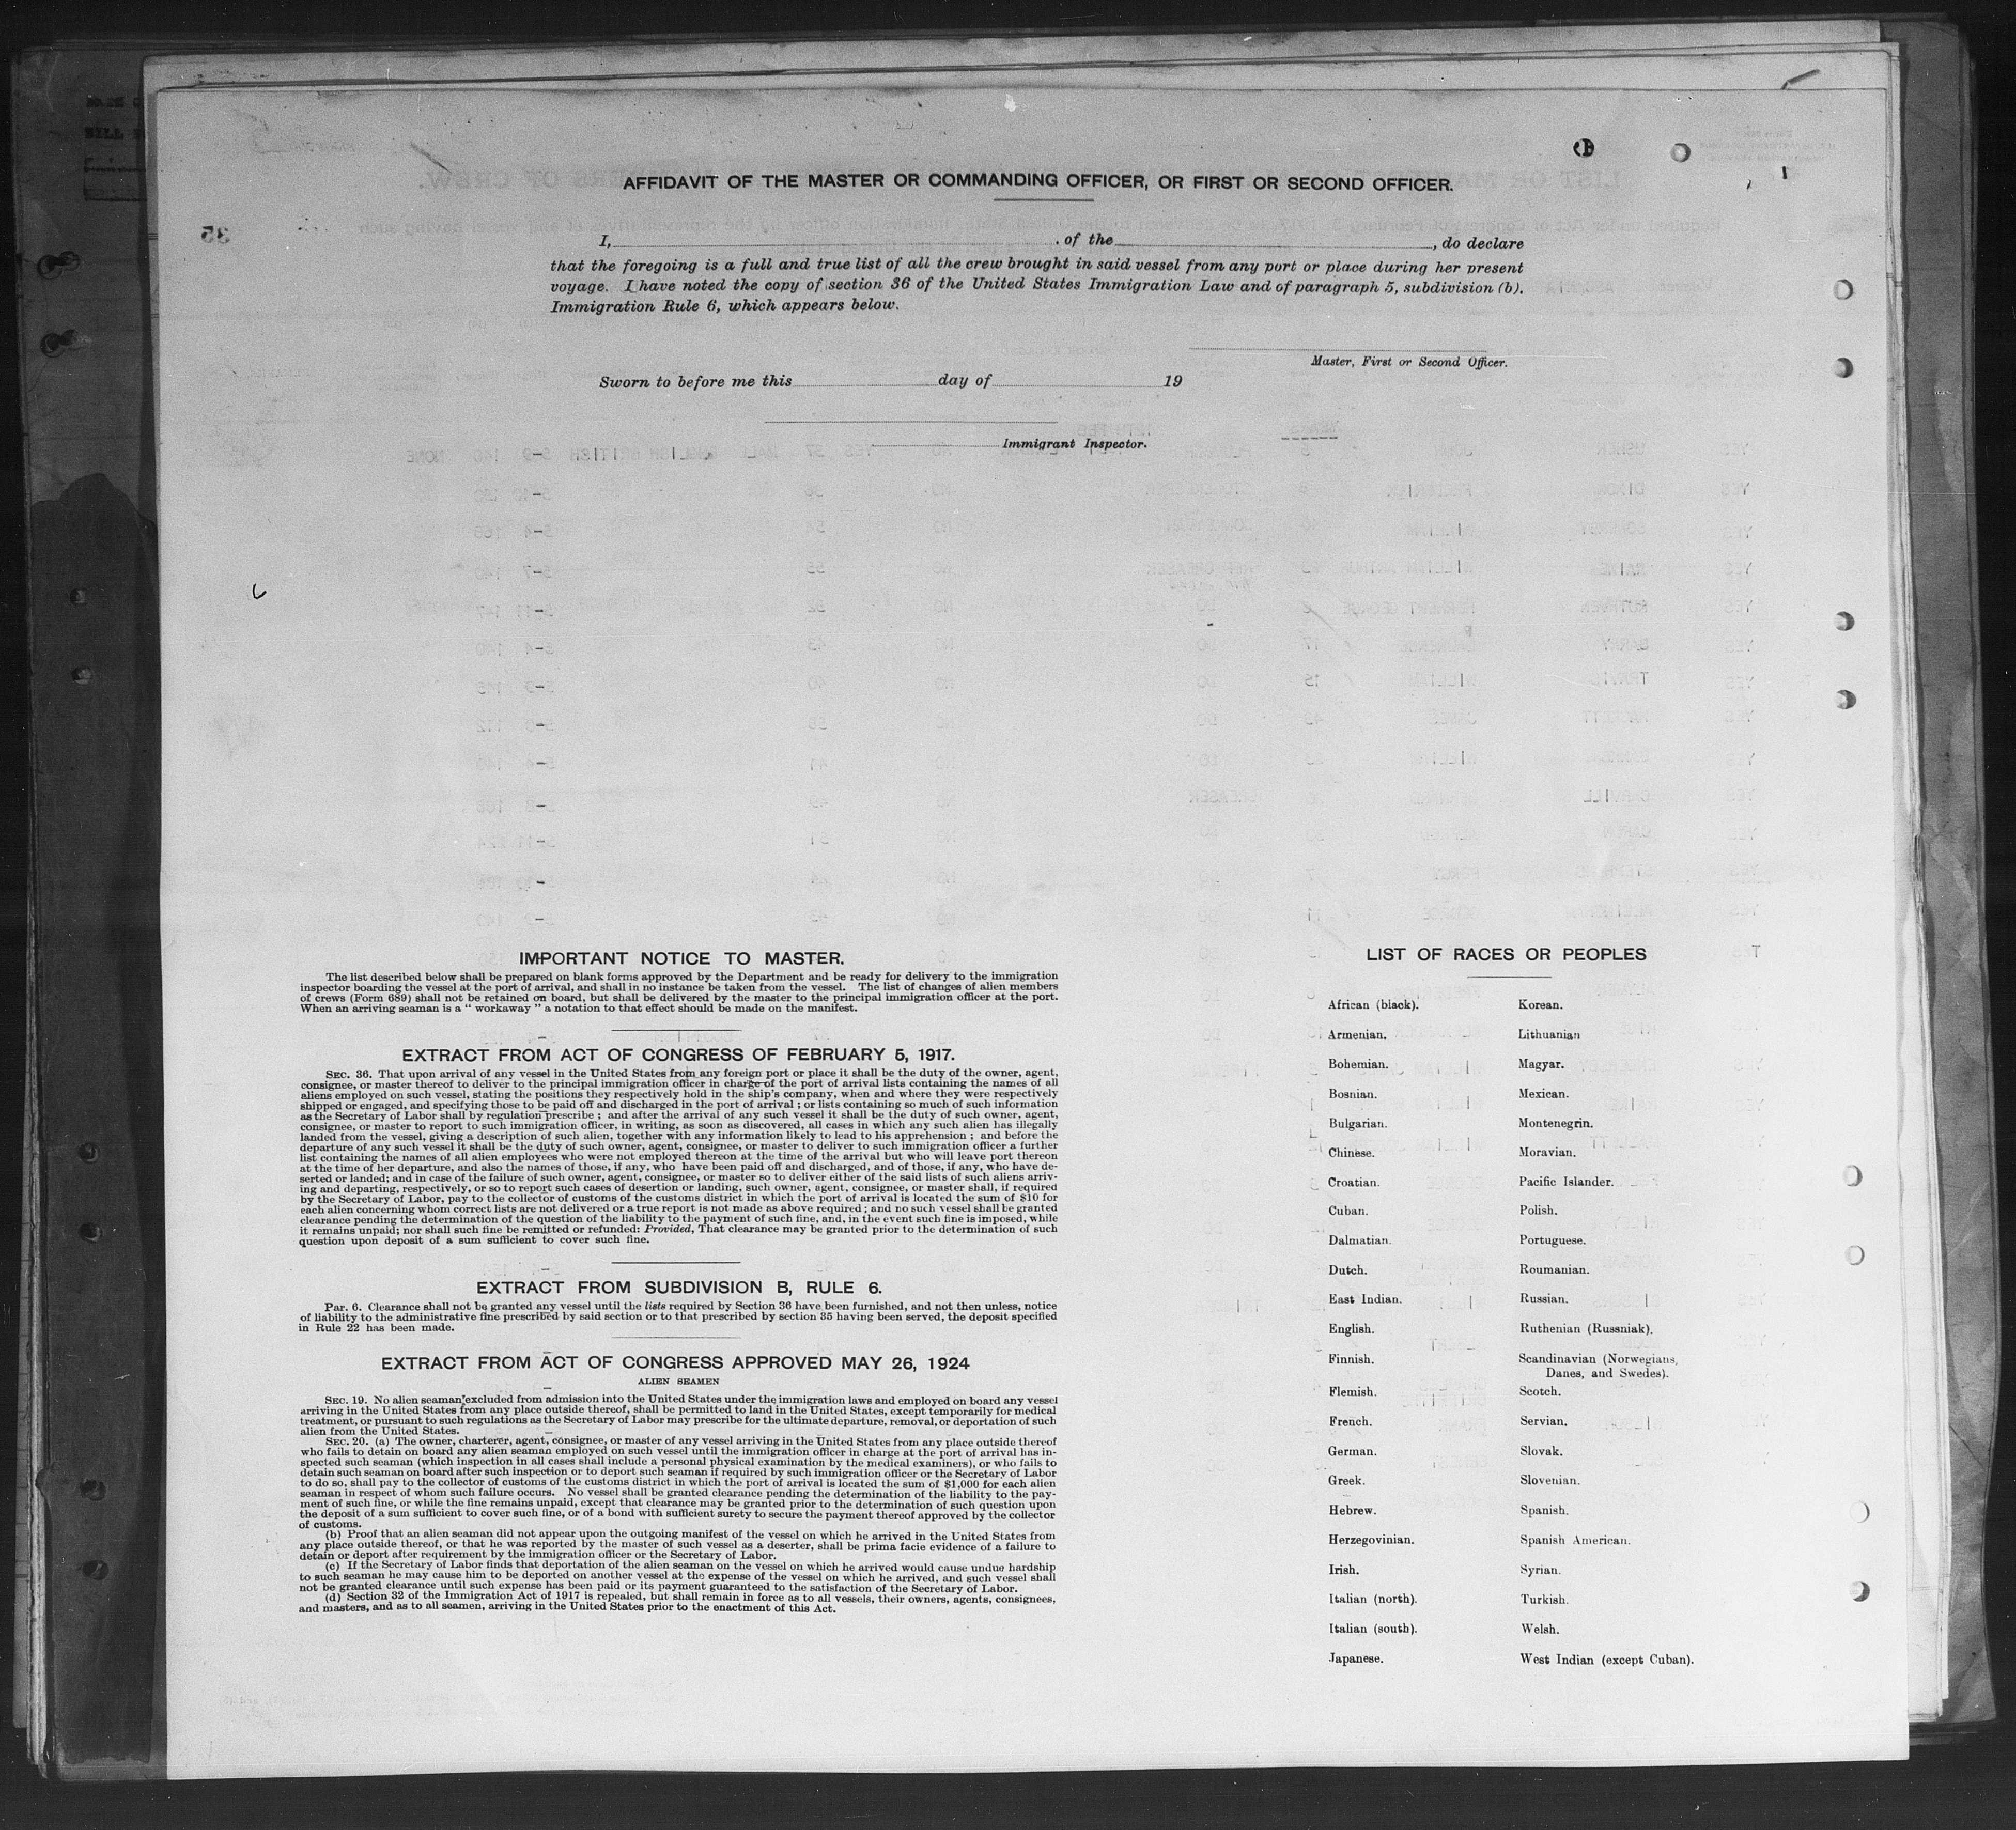 AFFIDAVIT OF THE MASTER OR COMMANDING OFFICER, OR FIRST OR SECOND OFFICER.
I, , of the , do declare
that the foregoing is a full and true list of all the crew brought in said vessel from any port or place during her present
voyage. I have noted the copy of section 36 of the United States Immigration Law and of paragraph 5, subdivision (b).
Immigration Rule 6, which appears below.
Master, First or Second Officer.
Sworn to before me this day of 19
Immigrant Inspector.
IMPORTANT NOTICE TO MASTER.
The list described below shall be prepared on blank forms approved by the Department and be ready for delivery to the immigration
inspector boarding the vessel at the port of arrival, and shall in no instance be taken from the vessel. The list of changes of alien members
of crews (Form 689) shall not be retained on board, but shall be delivered by the master to the principal immigration officer at the port.
When an arriving seaman is a " workaway " a notation to that effect should be made on the manifest.
EXTRACT FROM ACT OF CONGRESS OF FEBRUARY 5, 1917.
SEC. 36. That upon arrival of any vessel in the United States from any foreign port or place it shall be the duty of the owner, agent,
consignee, or master thereof to deliver to the principal immigration officer in charge of the port of arrival lists containing the names of all
aliens employed on such vessel, stating the positions they respectively hold in the ship's company, when and where they were respectively
shipped or engaged, and specifying those to be paid off and discharged in the port of arrival ; or lists containing so much of such information
as the Secretary of Labor shall by regulation prescribe ; and after the arrival of any such vessel it shall be the duty of such owner, agent,
consignee, or master to report to such immigration officer, in writing, as soon as discovered, all cases in which any such alien has illegally
landed from the vessel, giving a description of such alien, together with any information likely to lead to his apprehension ; and before the
departure of any such vessel it shall be the duty of such owner, agent, consignee, or master to deliver to such immigration officer a further
list containing the names of all alien employees who were not employed thereon at the time of the arrival but who will leave port thereon
at the time of her departure, and also the names of those, if any, who have been paid off and discharged, and of those, if any, who have de-
serted or landed; and in case of the failure of such owner, agent, consignee, or master so to deliver either of the said lists of such aliens arriv-
ing and departing, respectively, or so to report such cases of desertion or landing, such owner, agent, consignee, or master shall, if required
by the Secretary of Labor, pay to the collector of customs of the customs district in which the port of arrival is located the sum of $10 for
each alien concerning whom correct lists are not delivered or a true report is not made as above required ; and no such vessel shall be granted
clearance pending the determination of the question of the liability to the payment of such fine, and, in the event such fine is imposed, while
it remains unpaid; nor shall such fine be remitted or refunded: Provided, That clearance may be granted prior to the determination of such
question upon deposit of a sum sufficient to cover such fine.
EXTRACT FROM SUBDIVISION B, RULE 6.
Par. 6. Clearance shall not be granted any vessel until the lists required by Section 36 have been furnished, and not then unless, notice
of liability to the administrative fine prescribed by said section or to that prescribed by section 35 having been served, the deposit specified
in Rule 22 has been made.
EXTRACT FROM ACT OF CONGRESS APPROVED MAY 26, 1924
ALIEN SEAMEN
SEC. 19. No alien seaman excluded from admission into the United States under the immigration laws and employed on board any vessel
arriving in the United States from any place outside thereof, shall be permitted to land in the United States, except temporarily for medical
treatment, or pursuant to such regulations as the Secretary of Labor may prescribe for the ultimate departure, removal, or deportation of such
alien from the United States.
SEC. 20. (a) The owner, charterer, agent, consignee, or master of any vessel arriving in the United States from any place outside thereof
who fails to detain on board any alien seaman employed on such vessel until the immigration officer in charge at the port of arrival has in-
spected such seaman (which inspection in all cases shall include a personal physical examination by the medical examiners), or who fails to
detain such seaman on board after such inspection or to deport such seaman if required by such immigration officer or the Secretary of Labor
to do so, shall pay to the collector of customs of the customs district in which the port of arrival is located the sum of $1,000 for each alien
seaman in respect of whom such failure occurs. No vessel shall be granted clearance pending the determination of the liability to the pay-
ment of such fine, or while the fine remains unpaid, except that clearance may be granted prior to the determination of such question upon
the deposit of a sum sufficient to cover such fine, or of a bond with sufficient surety to secure the payment thereof approved by the collector
of customs.
(b) Proof that an alien seaman did not appear upon the outgoing manifest of the vessel on which he arrived in the United States from
any place outside thereof, or that he was reported by the master of such vessel as a deserter, shall be prima facie evidence of a failure to
detain or deport after requirement by the immigration officer or the Secretary of Labor.
(c) If the Secretary of Labor finds that deportation of the alien seaman on the vessel on which he arrived would cause undue hardship
to such seaman he may cause him to be deported on another vessel at the expense of the vessel on which he arrived, and such vessel shall
not be granted clearance until such expense has been paid or its payment guaranteed to the satisfaction of the Secretary of Labor.
(d) Section 32 of the Immigration Act of 1917 is repealed, but shall remain in force as to all vessels, their owners, agents, consignees,
and masters, and as to all seamen, arriving in the United States prior to the enactment of this Act.
LIST OF RACES OR PEOPLES
African (black).
Armenian.
Bohemian.
Bosnian.
Bulgarian.
Chinese.
Croatian.
Cuban.
Dalmatian.
Dutch.
East Indian.
English.
Finnish.
Flemish.
French.
German.
Greek.
Hebrew.
Herzegovinian.
Irish.
Italian (north).
Italian (south).
Japanese.
Korean.
Lithuanian
Magyar.
Mexican.
Montenegrin.
Moravian.
Pacific Islander.
Polish.
Portuguese.
Roumanian.
Russian.
Ruthenian (Russniak).
Scandinavian (Norwegians,
Danes, and Swedes).
Scotch.
Servian.
Slovak.
Slovenian.
Spanish.
Spanish American.
Syrian.
Turkish.
Welsh.
West Indian (except Cuban).